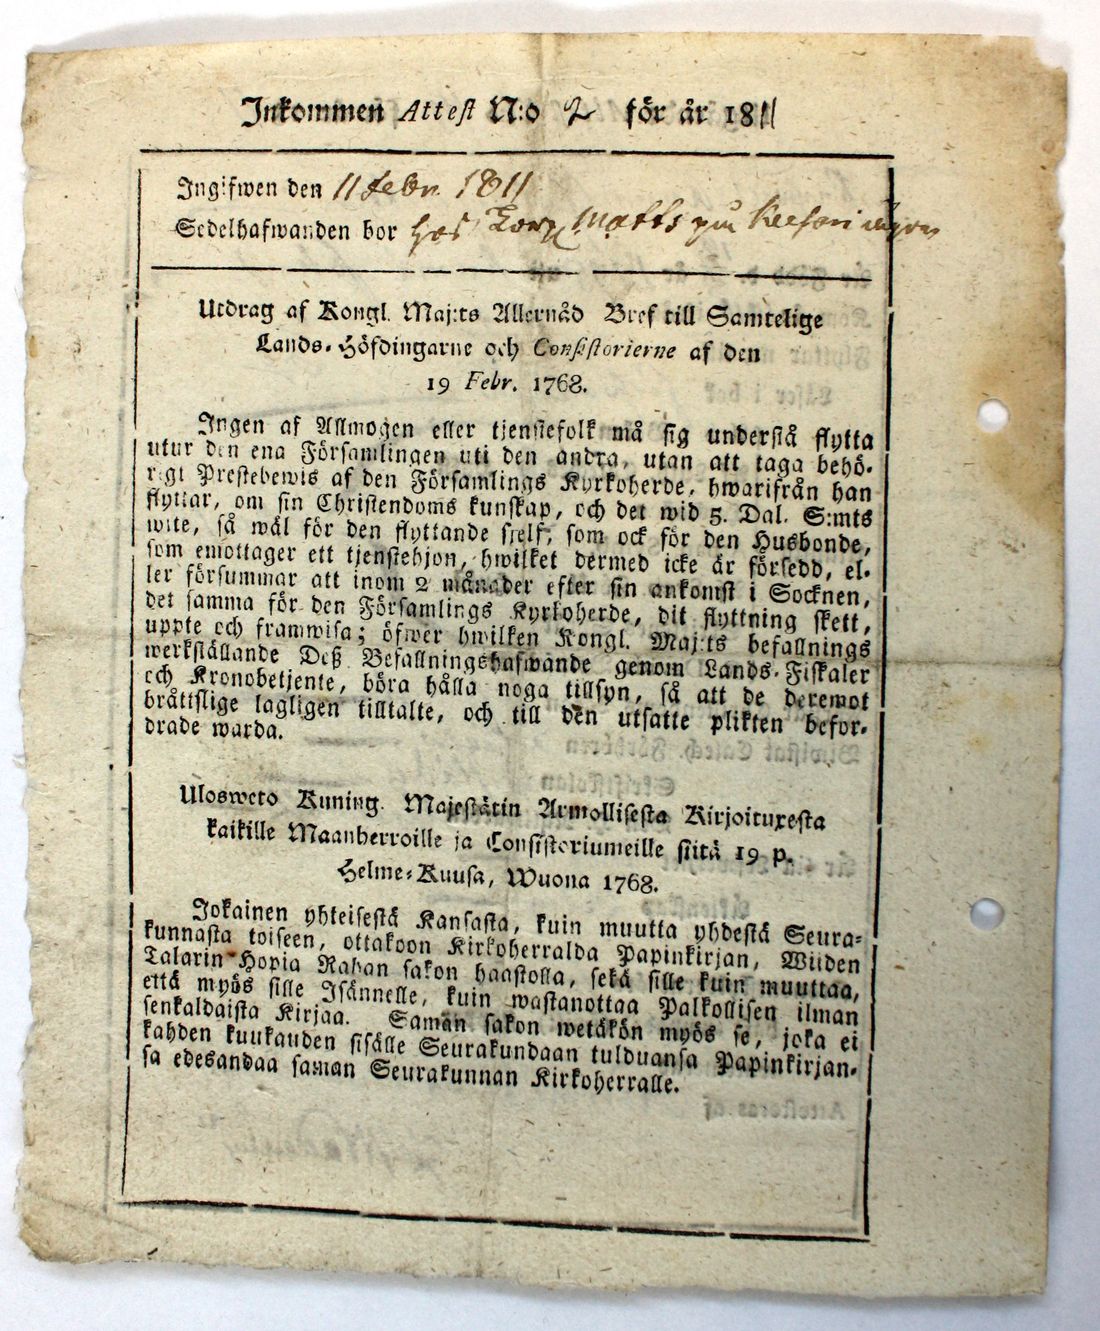 Inkommen Attest N:o 2 för år 1811
Ingifwen den 11 Febr. 1811
Sedelhafwanden bor hos Torp Matts på
Utdrag af Kongl. Maj:ts Allernåd Bref till Samtelige
Lands-Höfdingarne och Consistorierne af den
19 Febr. 1768.
Ingen af Allmogen eller tjenstefolk må sig understå flytta
utur den ena Församlingen uti den andra, utan att taga behö-
rigt Prestebewis af den Församlings Kyrkoherde, hwarifrån han
flyttar, om sin Christendoms kunskap, och det wid 5. Dal. S:mts
wite, så wäl för den flyttande sjelf, som ock för den Husbonde,
som emottager ett tjenstehjon, hwilket dermed icke är försedd, el-
ler försummar att inom 2 månader efter sin ankomst i Socknen,
det samma för den Församlings Kyrkoherde, dit flyttning skett,
uppte och framwisa; öfwer hwilken Kongl. Maj:ts befallnings
werkställande Deß Befallningshafwande genom Lands-Fiskaler
och Kronobetjente, böra hålla noga tillsyn, så att de deremot
bråttslige lagligen tilltalte, och till den utsatte plikten befor-
drade warda.
Ulosweto Kuning. Majestätin Armollisesta Kirjoituxesta
kaikille Maanherroille ja Consistoriumeille siitä 19 p.
Helme-Kuusa, Wuona 1768.
Jokainen yhteisestä Kansasta, kuin muutta yhdestä Seura-
kunnasta toiseen, ottakoon Kirkoherralda Papinkirjan, Wiiden
Talarin Hopia Rahan sakon haastolla, sekä sille kuin muuttaa,
että myös sille Isännelle, kuin wastanottaa Palkollisen ilman
senkaldaista Kirjaa. Samän sakon wetäkön myös se, joka ei
kahden kuukauden sisälle Seurakundaan tulduansa Papinkirjan-
sa edesandaa saman Seurakunnan Kirkoherralle.